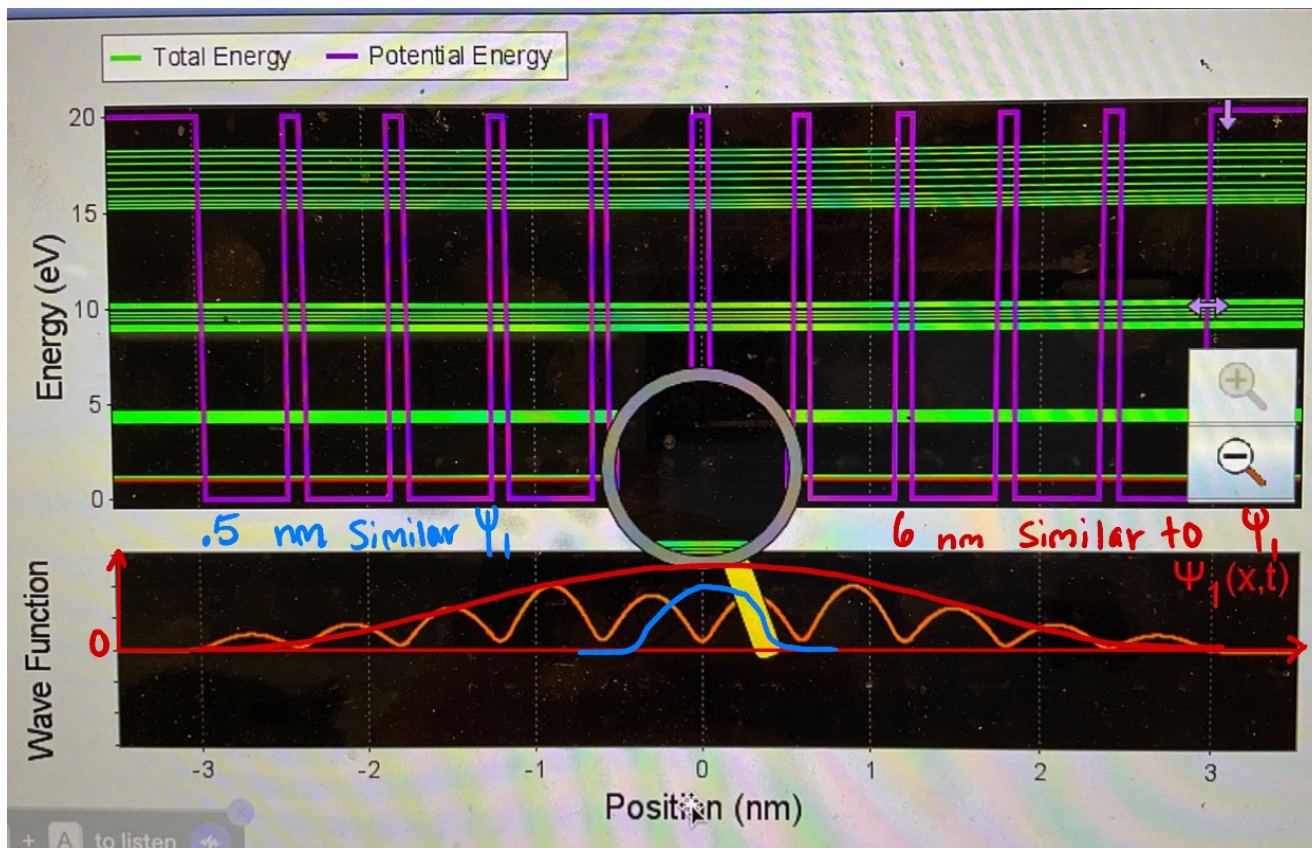 Total Energy Potential Energy
20
15
10
5
0
Energy (eV)
.5 nm Similar Ψ1
6 nm Similar to Ψ1
Ψ1(x,t)
0
Wave Function
-3 -2 -1 0 1 2 3
Position (nm)
+ A to listen